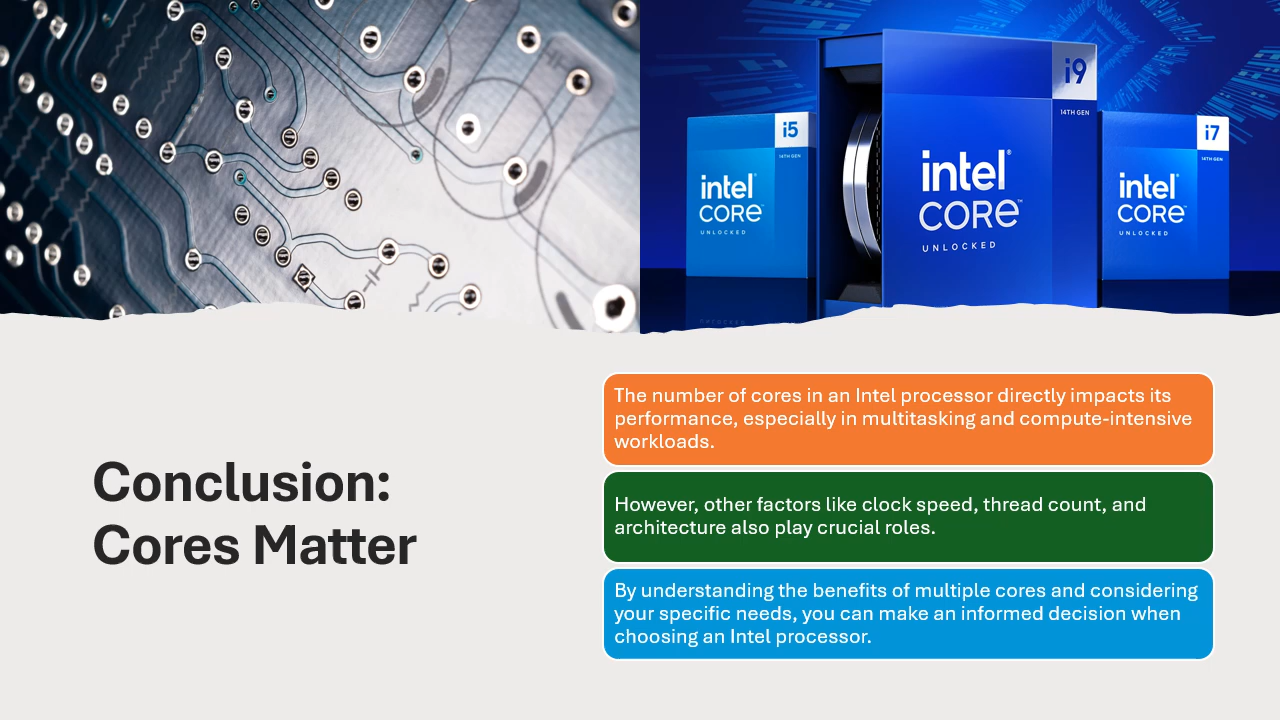 i9
14TH GEN
i5
14TH GEN
i7
14TH GEN
intel
CORE™
UNLOCKED
intel®
CORE™
UNLOCKED
intel®
CORE™
UNLOCKED
Conclusion:
Cores Matter
The number of cores in an Intel processor directly impacts its
performance, especially in multitasking and compute-intensive
workloads.
However, other factors like clock speed, thread count, and
architecture also play crucial roles.
By understanding the benefits of multiple cores and considering
your specific needs, you can make an informed decision when
choosing an Intel processor.